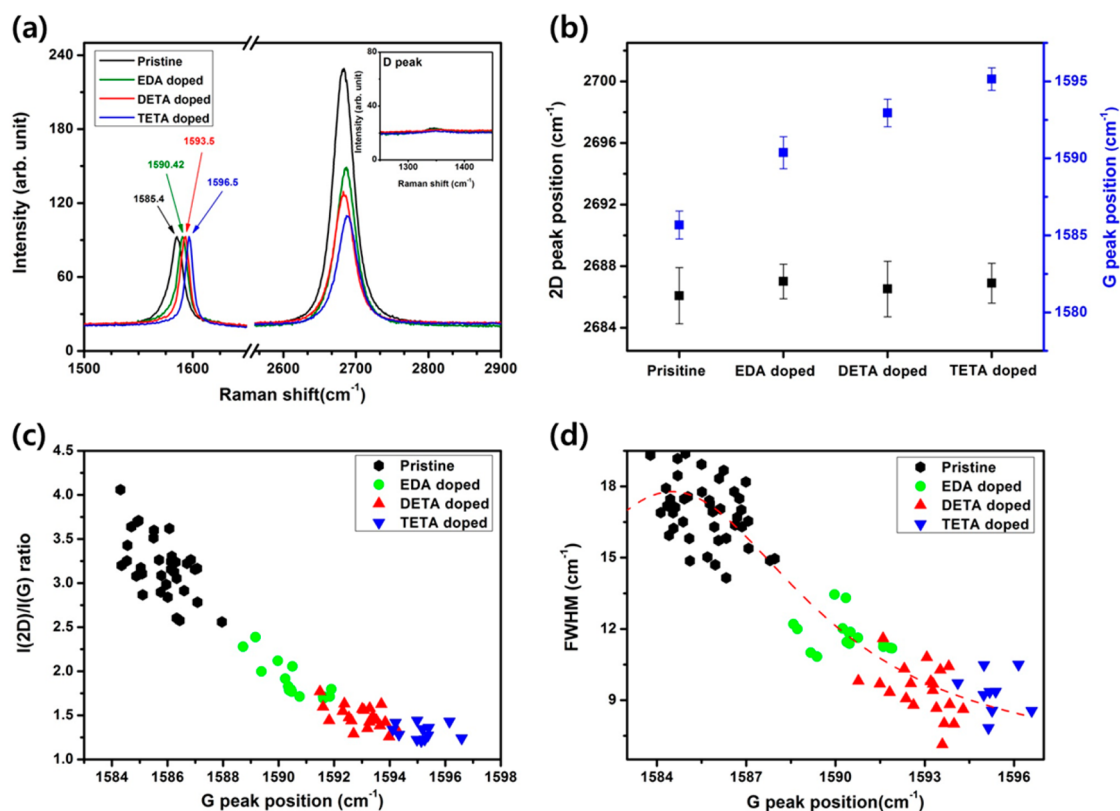 (a)
240
180
120
60
0
Intensity (arb. unit)
Pristine
EDA doped
DETA doped
TETA doped
1593.5
1590.42
1596.5
1585.4
D peak
80
40
0
Intensity (arb. unit)
1300 1400
Raman shift (cm-1)
1500 1600 2600 2700 2800 2900
Raman shift(cm-1)
(b)
2700
2696
2692
2688
2684
2D peak position (cm-1)
1595
1590
1585
1580
G peak position (cm-1)
Prisitine EDA doped DETA doped TETA doped
(c)
4.5
4.0
3.5
3.0
2.5
2.0
1.5
1.0
I(2D)/I(G) ratio
Pristine
EDA doped
DETA doped
TETA doped
1584 1586 1588 1590 1592 1594 1596 1598
G peak position (cm-1)
(d)
18
15
12
9
FWHM (cm-1)
Pristine
EDA doped
DETA doped
TETA doped
1584 1587 1590 1593 1596
G peak position(cm-1)